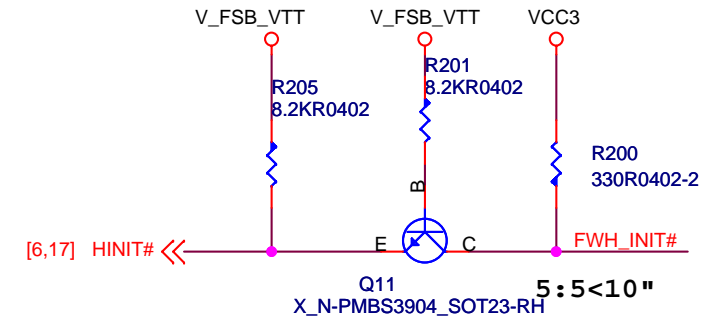 V_FSB_VTT
V_FSB_VTT
VCC3
R205
8.2KR0402
R201
8.2KR0402
R200
330R0402-2
B
[6,17] HINIT#
E
C
FWH_INIT#
Q11
X_N-PMBS3904_SOT23-RH
5:5<10"